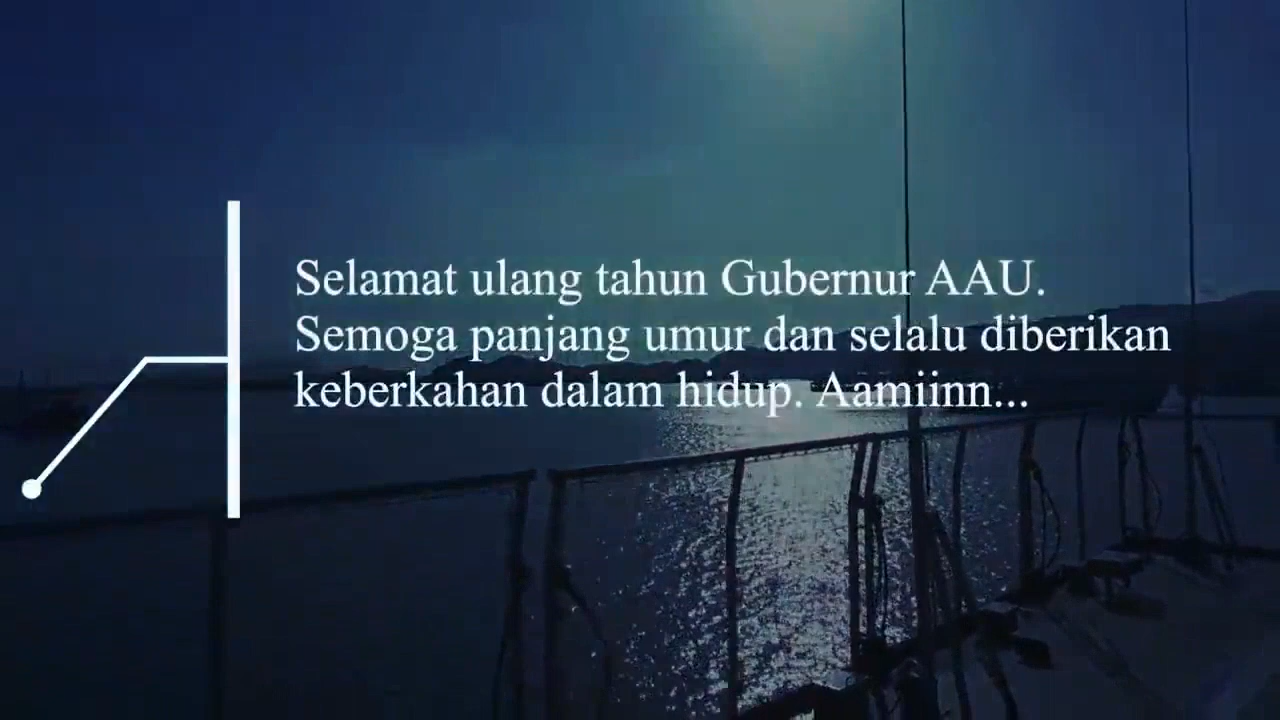 Selamat ulang tahun Gubernur AAU.
Semoga panjang umur dan selalu diberikan
keberkahan dalam hidup. Aamiinn...